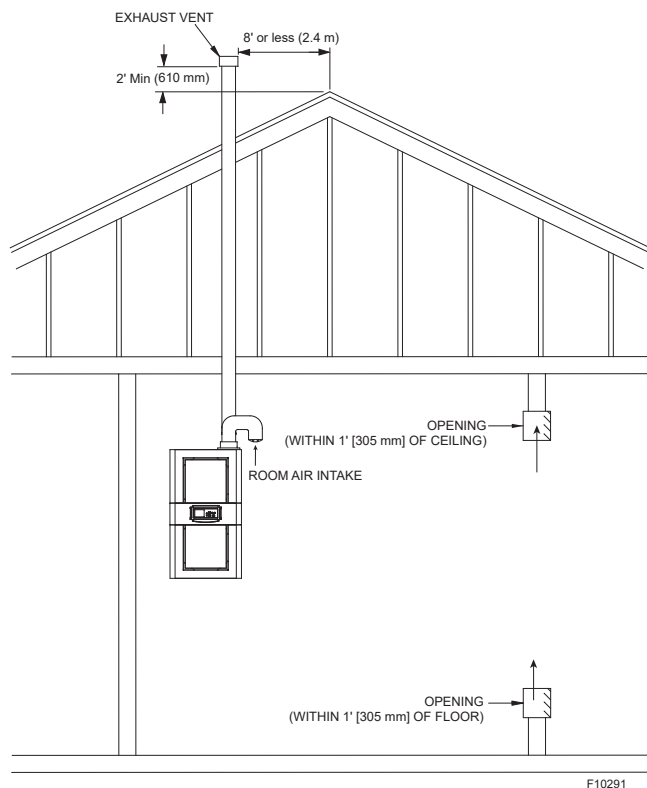 EXHAUST VENT
8' or less (2.4 m)
2' Min (610 mm)
OPENING
(WITHIN 1' [305 mm] OF CEILING)
ROOM AIR INTAKE
OPENING
(WITHIN 1' [305 mm] OF FLOOR)
F10291